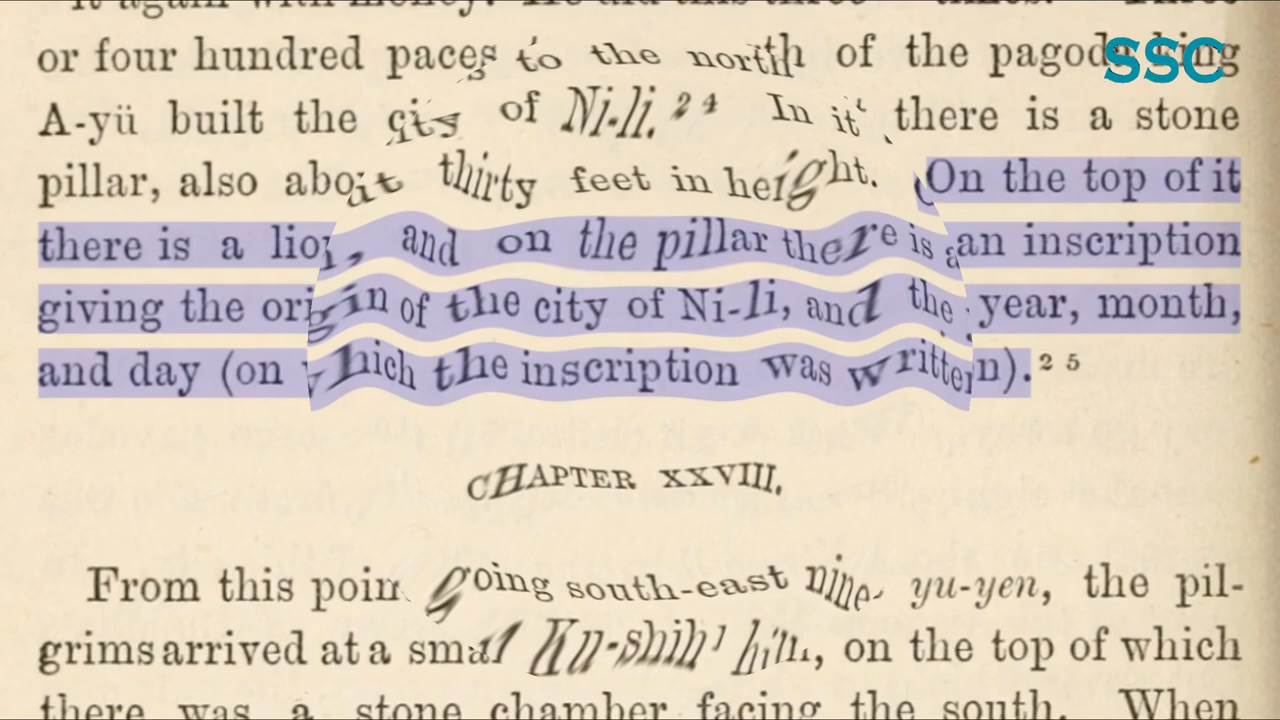 or four hundred paces to the north of the pagoda king
SSC
A-yü built the city of Ni-li.²⁴ In it there is a stone
pillar, also about thirty feet in height. On the top of it
there is a lion, and on the pillar there is an inscription
giving the origin of the city of Ni-li, and the year, month,
and day (on which the inscription was written).²⁵
CHAPTER XXVIII.
From this point going south-east nine yu-yen, the pil-
grims arrived at a small Ku-shih¹ hill, on the top of which
there was a stone chamber facing the south. When